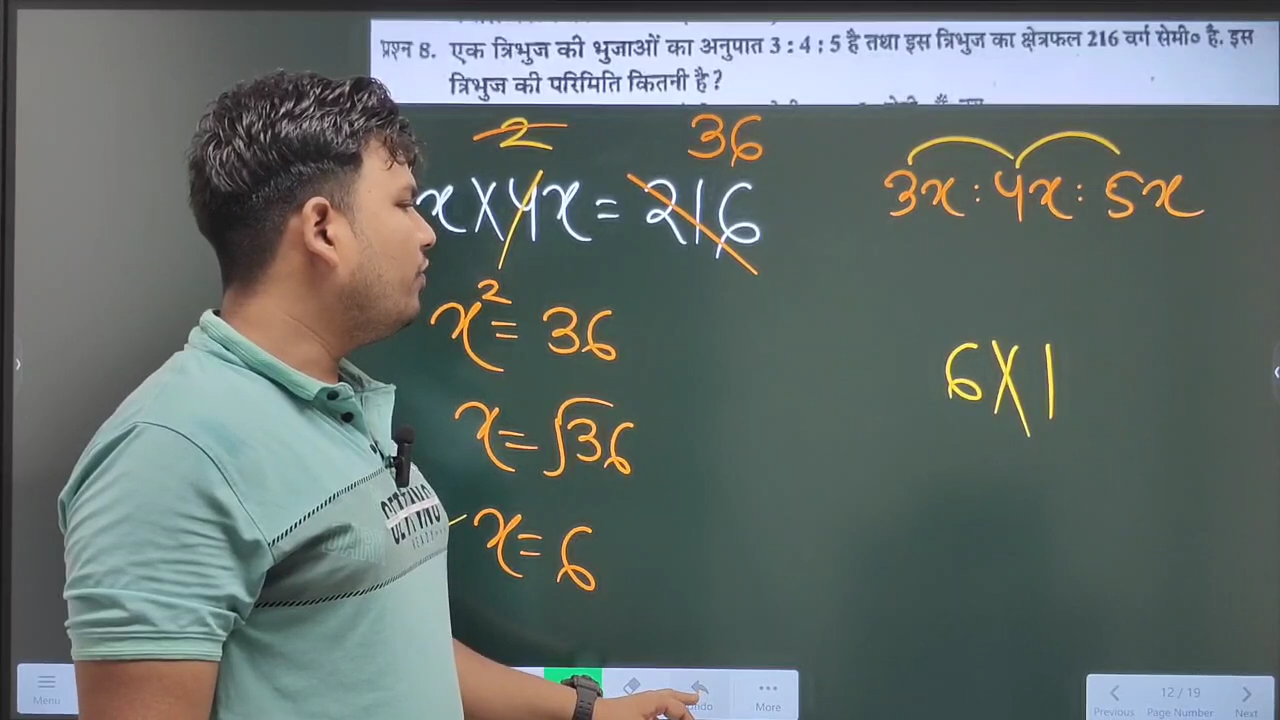 प्रश्न 8. एक त्रिभुज की भुजाओं का अनुपात 3 : 4 : 5 है तथा इस त्रिभुज का क्षेत्रफल 216 वर्ग सेमी० है. इस
त्रिभुज की परिमिति कितनी है ?
2 36
x X 4x = 216
3x : 4x : 5x
x² = 36
6 X 1
x = √36
x = 6
Menu
More
12 / 19
Previous Page Number Next